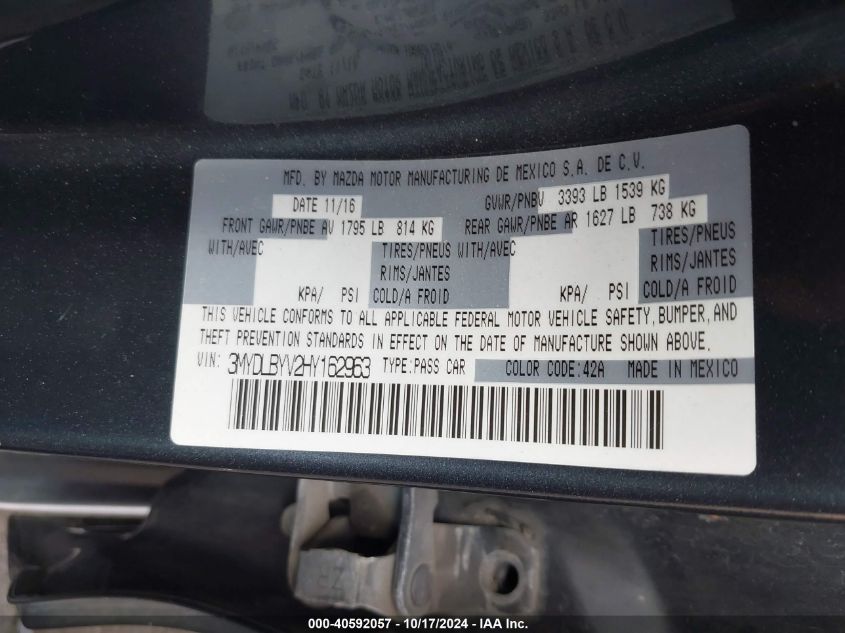 MFD. BY MAZDA MOTOR MANUFACTURING DE MEXICO S.A. DE C.V.
DATE 11/16 GVWR/PNBV 3393 LB 1539 KG
FRONT GAWR/PNBE AV 1795 LB 814 KG REAR GAWR/PNBE AR 1627 LB 738 KG
WITH/AVEC TIRES/PNEUS WITH/AVEC TIRES/PNEUS
RIMS/JANTES RIMS/JANTES
KPA/ PSI COLD/A FROID KPA/ PSI COLD/A FROID
THIS VEHICLE CONFORMS TO ALL APPLICABLE FEDERAL MOTOR VEHICLE SAFETY, BUMPER, AND
THEFT PREVENTION STANDARDS IN EFFECT ON THE DATE OF MANUFACTURE SHOWN ABOVE.
VIN: 3MYDLBYV2HY162963 TYPE:PASS CAR COLOR CODE:42A MADE IN MEXICO
000-40592057 - 10/17/2024 - IAA Inc.